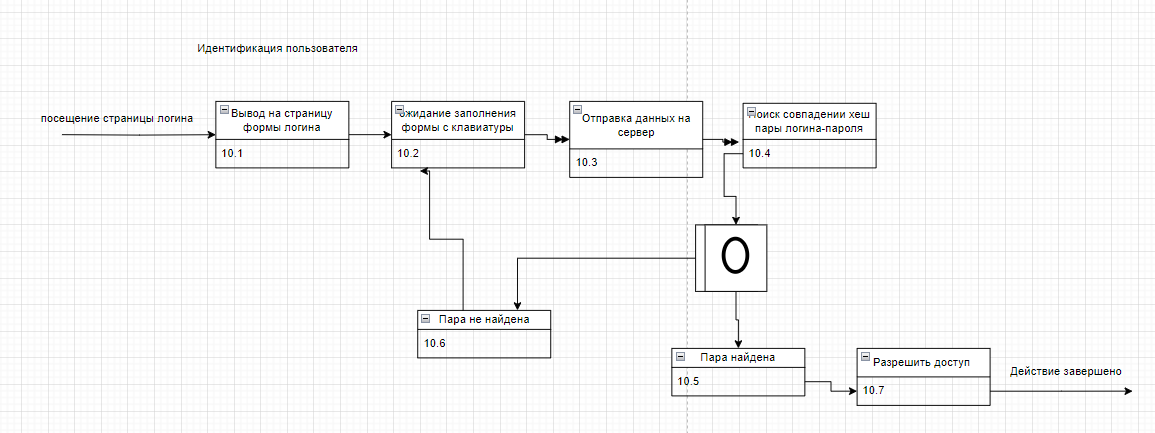 Идентификация пользователя
посещение страницы логина
Вывод на страницу
формы логина
10.1
ожидание заполнения
формы с клавиатуры
10.2
Отправка данных на
сервер
10.3
Поиск совпадении хеш
пары логина-пароля
10.4
O
Пара не найдена
10.6
Пара найдена
10.5
Разрешить доступ
10.7
Действие завершено